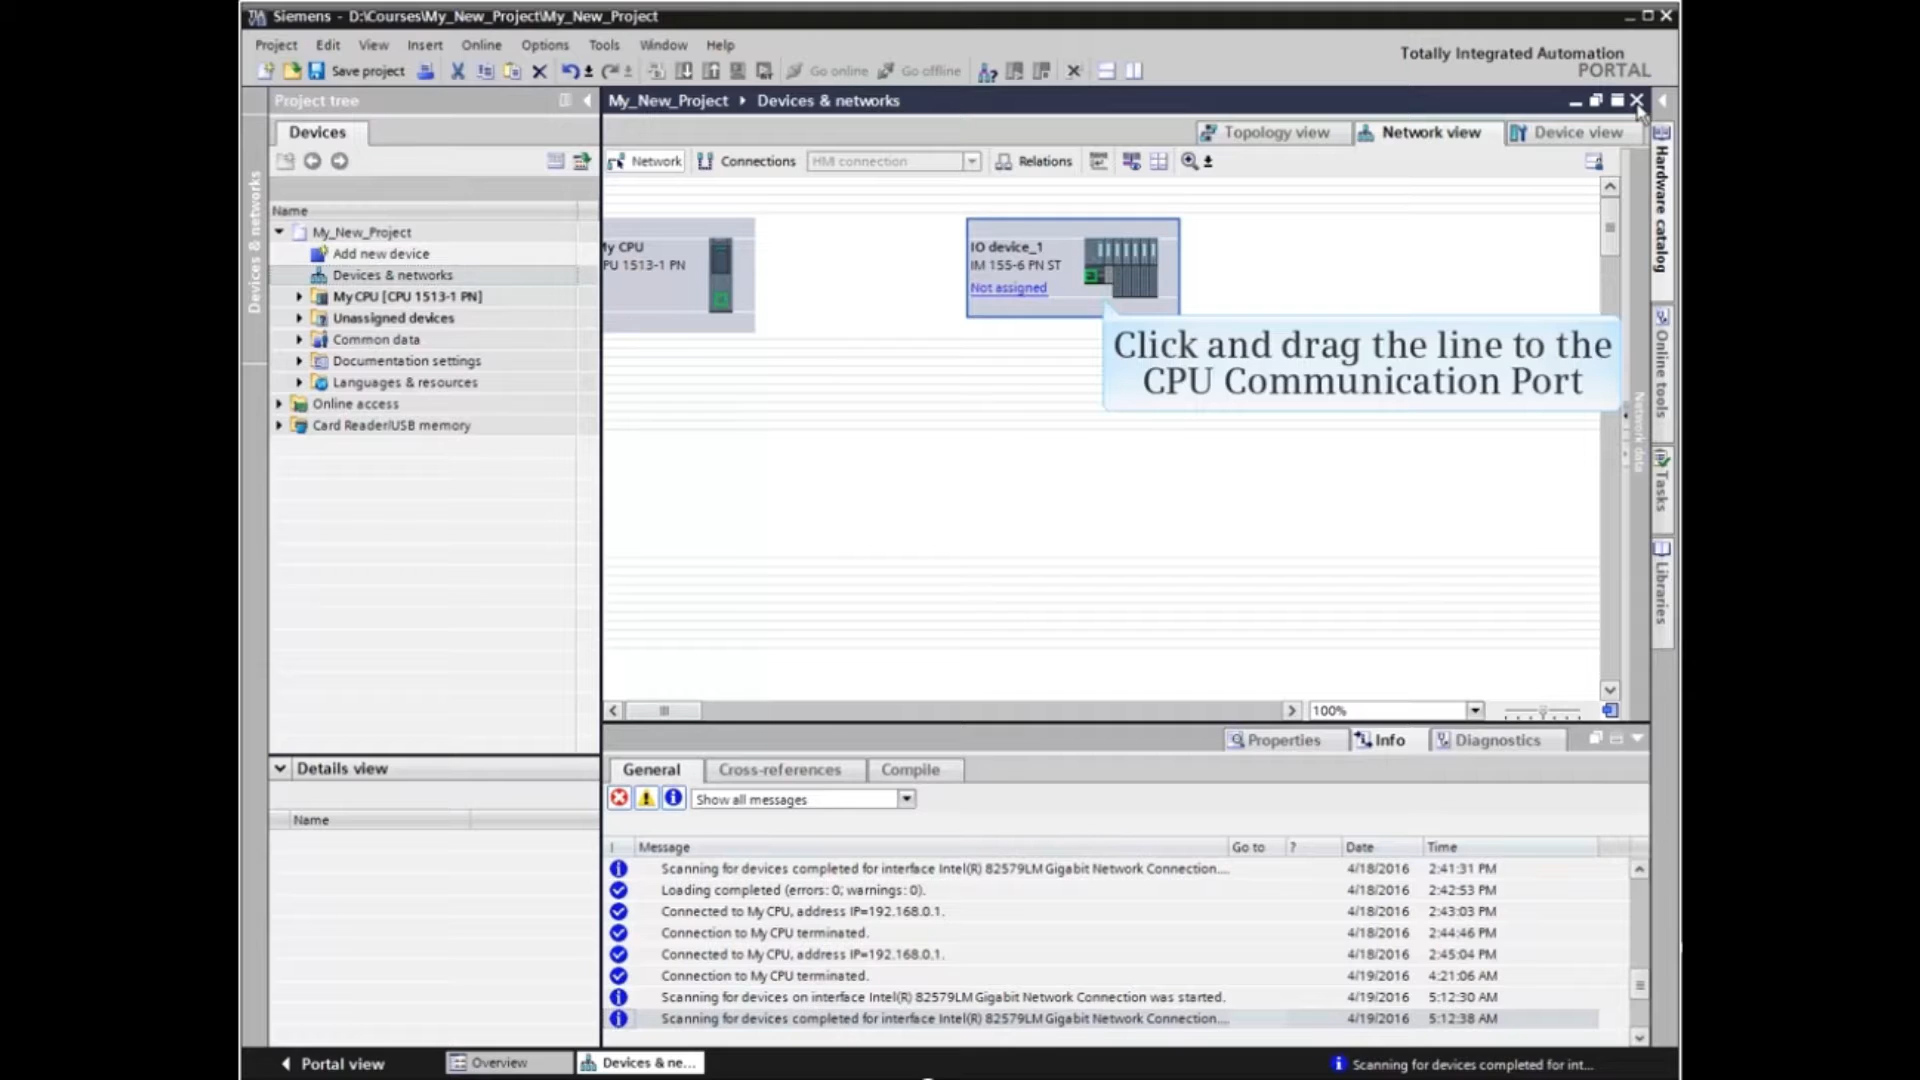 Siemens - D:\Courses\My_New_Project\My_New_Project
Project Edit View Insert Online Options Tools Window Help
Totally Integrated Automation
PORTAL
Save project
Go online
Go offline
Project tree
My_New_Project ▸ Devices & networks
Devices
Topology view
Network view
Device view
Network
Connections
HMI connection
Relations
Name
My_New_Project
Add new device
Devices & networks
My CPU [CPU 1513-1 PN]
Unassigned devices
Common data
Documentation settings
Languages & resources
Online access
Card Reader/USB memory
Devices & networks
My CPU
PU 1513-1 PN
IO device_1
IM 155-6 PN ST
Not assigned
Click and drag the line to the
CPU Communication Port
Hardware catalog
Online tools
Tasks
Libraries
Network data
100%
Properties
Info
Diagnostics
Details view
Name
General
Cross-references
Compile
Show all messages
! Message Go to ? Date Time
Scanning for devices completed for interface Intel(R) 82579LM Gigabit Network Connection.... 4/18/2016 2:41:31 PM
Loading completed (errors: 0; warnings: 0). 4/18/2016 2:42:53 PM
Connected to My CPU, address IP=192.168.0.1. 4/18/2016 2:43:03 PM
Connection to My CPU terminated. 4/18/2016 2:44:46 PM
Connected to My CPU, address IP=192.168.0.1. 4/18/2016 2:45:04 PM
Connection to My CPU terminated. 4/19/2016 4:21:06 AM
Scanning for devices on interface Intel(R) 82579LM Gigabit Network Connection was started. 4/19/2016 5:12:30 AM
Scanning for devices completed for interface Intel(R) 82579LM Gigabit Network Connection.... 4/19/2016 5:12:38 AM
Portal view
Overview
Devices & ne...
Scanning for devices completed for int...